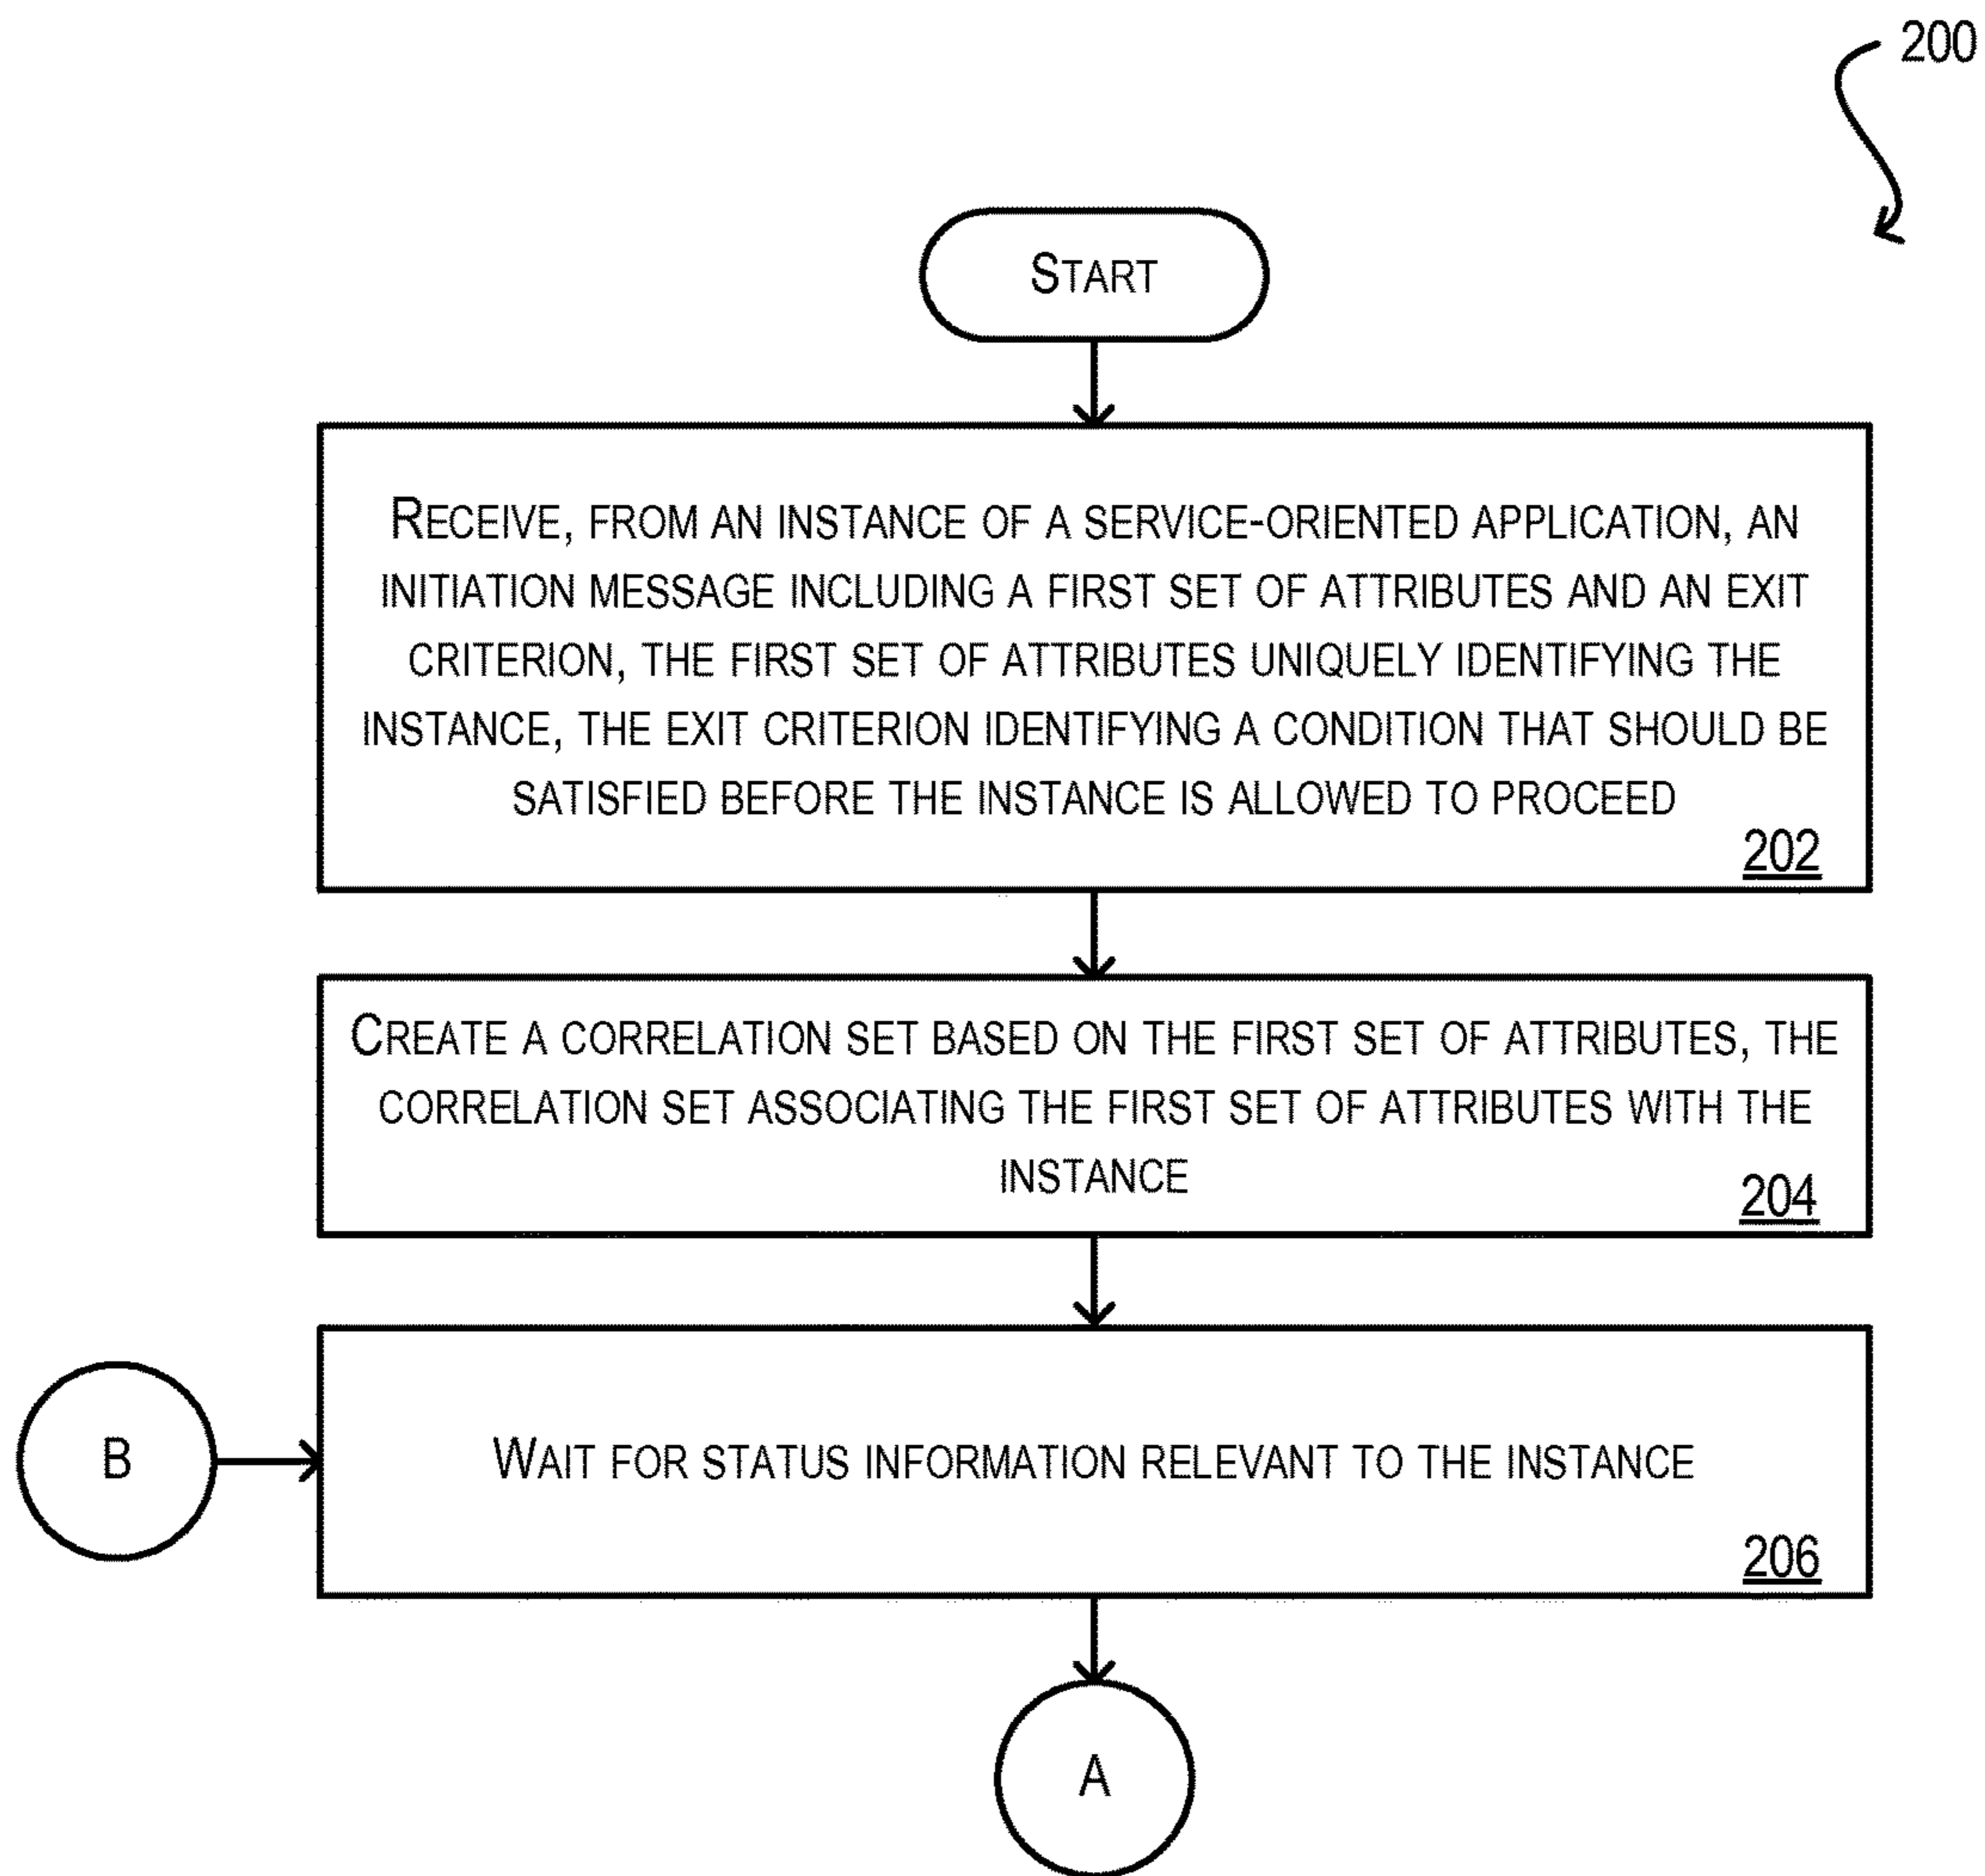 200
START
RECEIVE, FROM AN INSTANCE OF A SERVICE-ORIENTED APPLICATION, AN
INITIATION MESSAGE INCLUDING A FIRST SET OF ATTRIBUTES AND AN EXIT
CRITERION, THE FIRST SET OF ATTRIBUTES UNIQUELY IDENTIFYING THE
INSTANCE, THE EXIT CRITERION IDENTIFYING A CONDITION THAT SHOULD BE
SATISFIED BEFORE THE INSTANCE IS ALLOWED TO PROCEED
202
CREATE A CORRELATION SET BASED ON THE FIRST SET OF ATTRIBUTES, THE
CORRELATION SET ASSOCIATING THE FIRST SET OF ATTRIBUTES WITH THE
INSTANCE
204
B
WAIT FOR STATUS INFORMATION RELEVANT TO THE INSTANCE
206
A